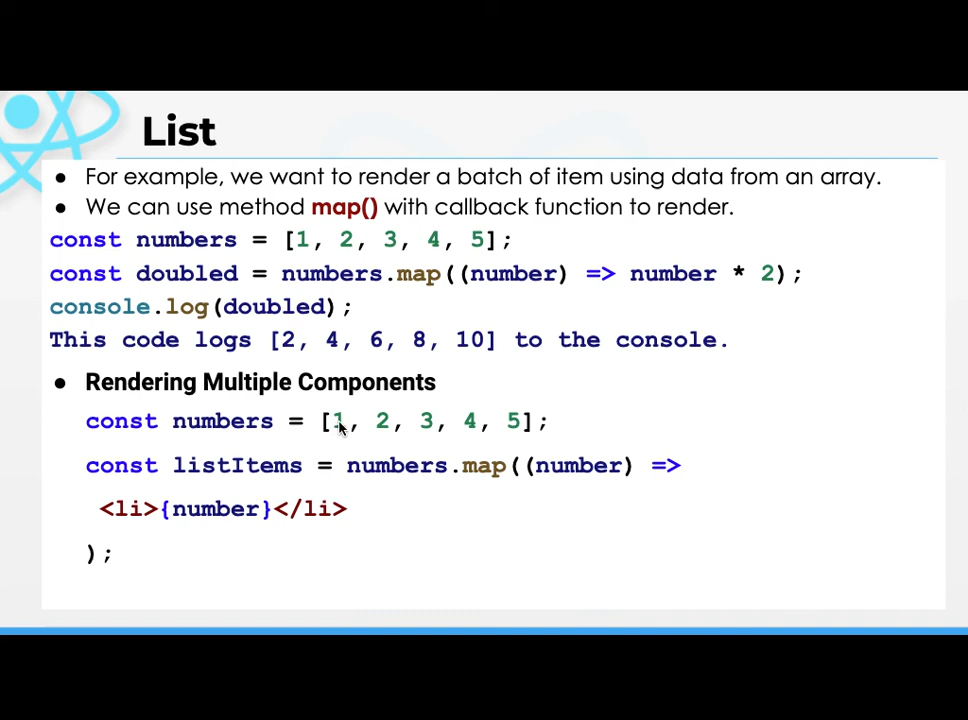 List
● For example, we want to render a batch of item using data from an array.
● We can use method map() with callback function to render.
const numbers = [1, 2, 3, 4, 5];
const doubled = numbers.map((number) => number * 2);
console.log(doubled);
This code logs [2, 4, 6, 8, 10] to the console.
● Rendering Multiple Components
const numbers = [1, 2, 3, 4, 5];
const listItems = numbers.map((number) =>
<li>{number}</li>
);